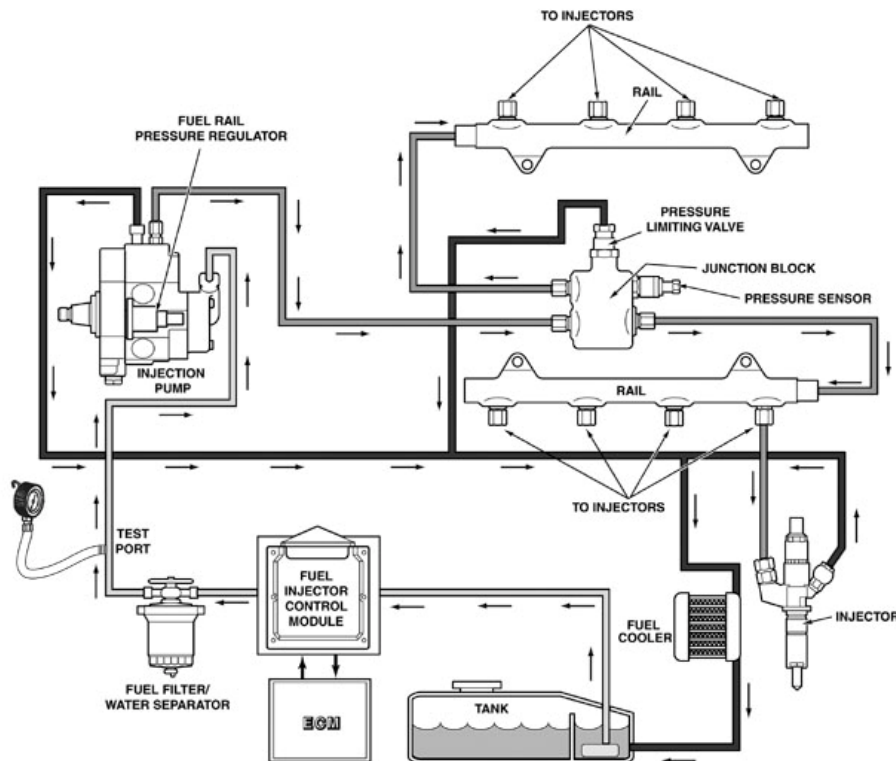 TO INJECTORS
RAIL
FUEL RAIL
PRESSURE REGULATOR
PRESSURE
LIMITING VALVE
JUNCTION BLOCK
PRESSURE SENSOR
INJECTION
PUMP
RAIL
TO INJECTORS
TEST
PORT
FUEL
INJECTOR
CONTROL
MODULE
FUEL
COOLER
INJECTOR
FUEL FILTER/
WATER SEPARATOR
ECM
TANK